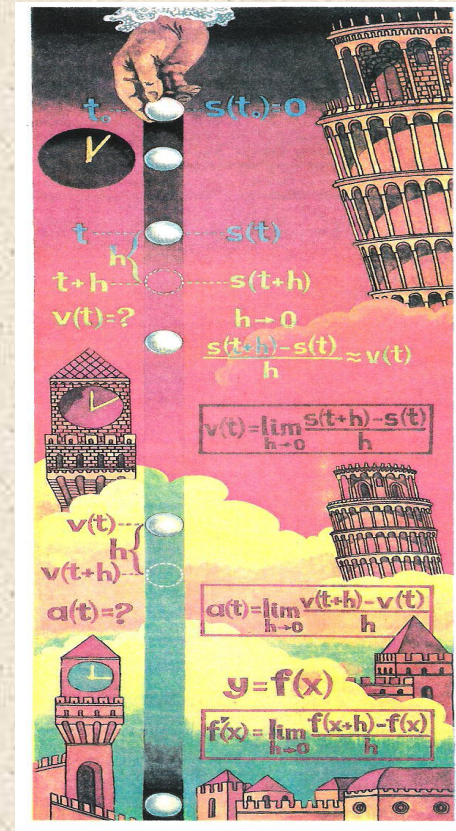 t₀ s(t₀)=0
t s(t)
h
t+h s(t+h)
v(t)=? h→0
s(t+h)-s(t)
h
≈v(t)
v(t)=lim h→0 s(t+h)-s(t)
h
v(t)
h
v(t+h)
a(t)=? a(t)=lim h→0 v(t+h)-v(t)
h
y=f(x)
f'(x)=lim h→0 f(x+h)-f(x)
h